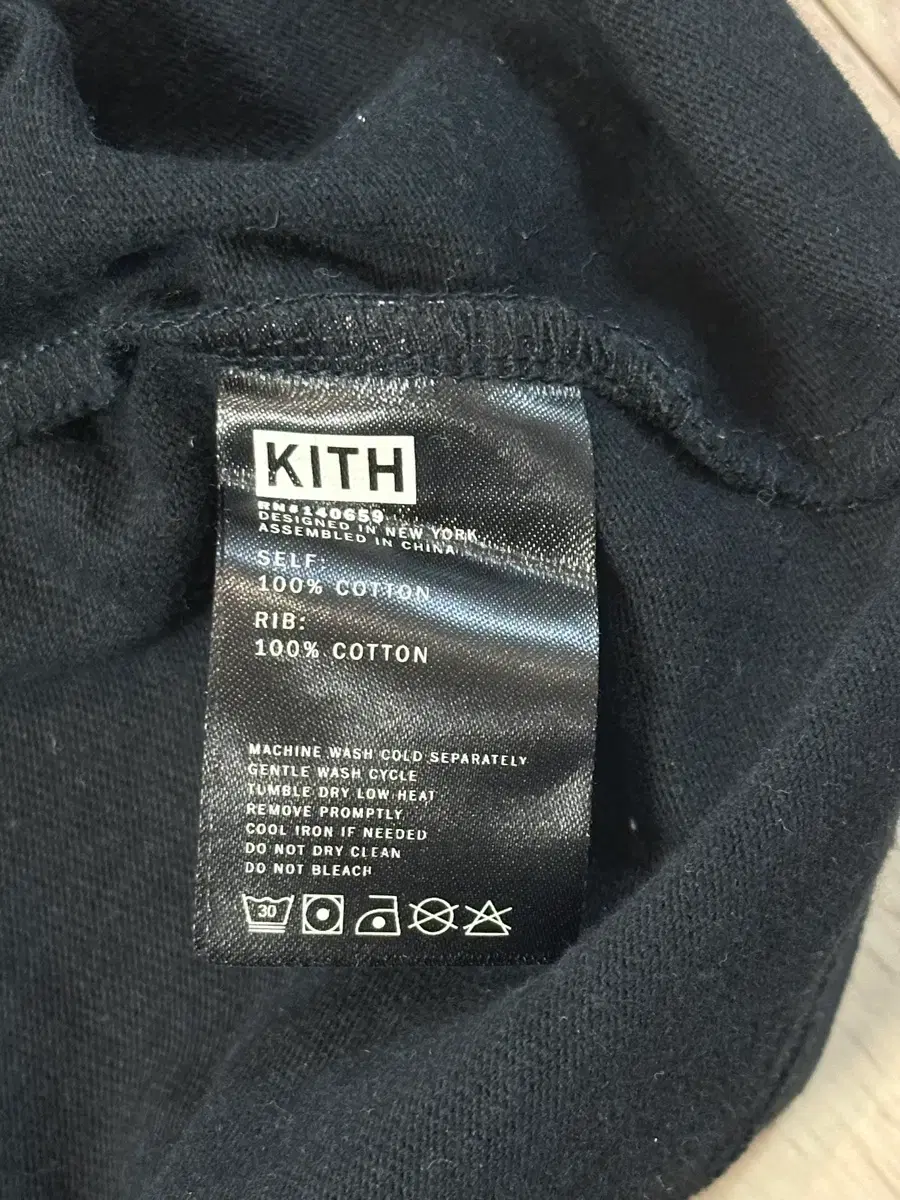 KITH
RN#140659
DESIGNED IN NEW YORK
ASSEMBLED IN CHINA
SELF:
100% COTTON
RIB:
100% COTTON
MACHINE WASH COLD SEPARATELY
GENTLE WASH CYCLE
TUMBLE DRY LOW HEAT
REMOVE PROMPTLY
COOL IRON IF NEEDED
DO NOT DRY CLEAN
DO NOT BLEACH
30